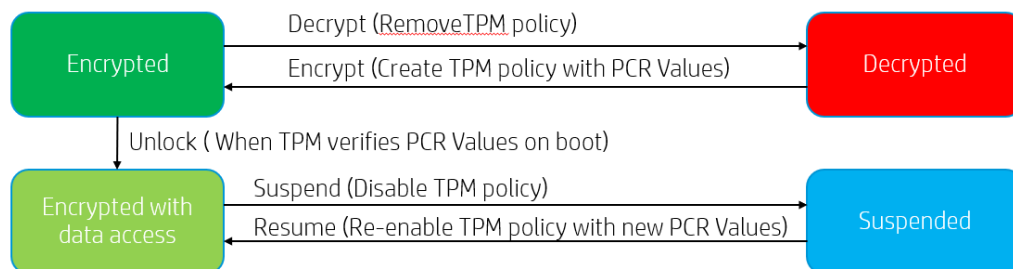 Decrypt (RemoveTPM policy)
Encrypted
Decrypted
Encrypt (Create TPM policy with PCR Values)
Unlock ( When TPM verifies PCR Values on boot)
Suspend (Disable TPM policy)
Encrypted with
data access
Suspended
Resume (Re-enable TPM policy with new PCR Values)